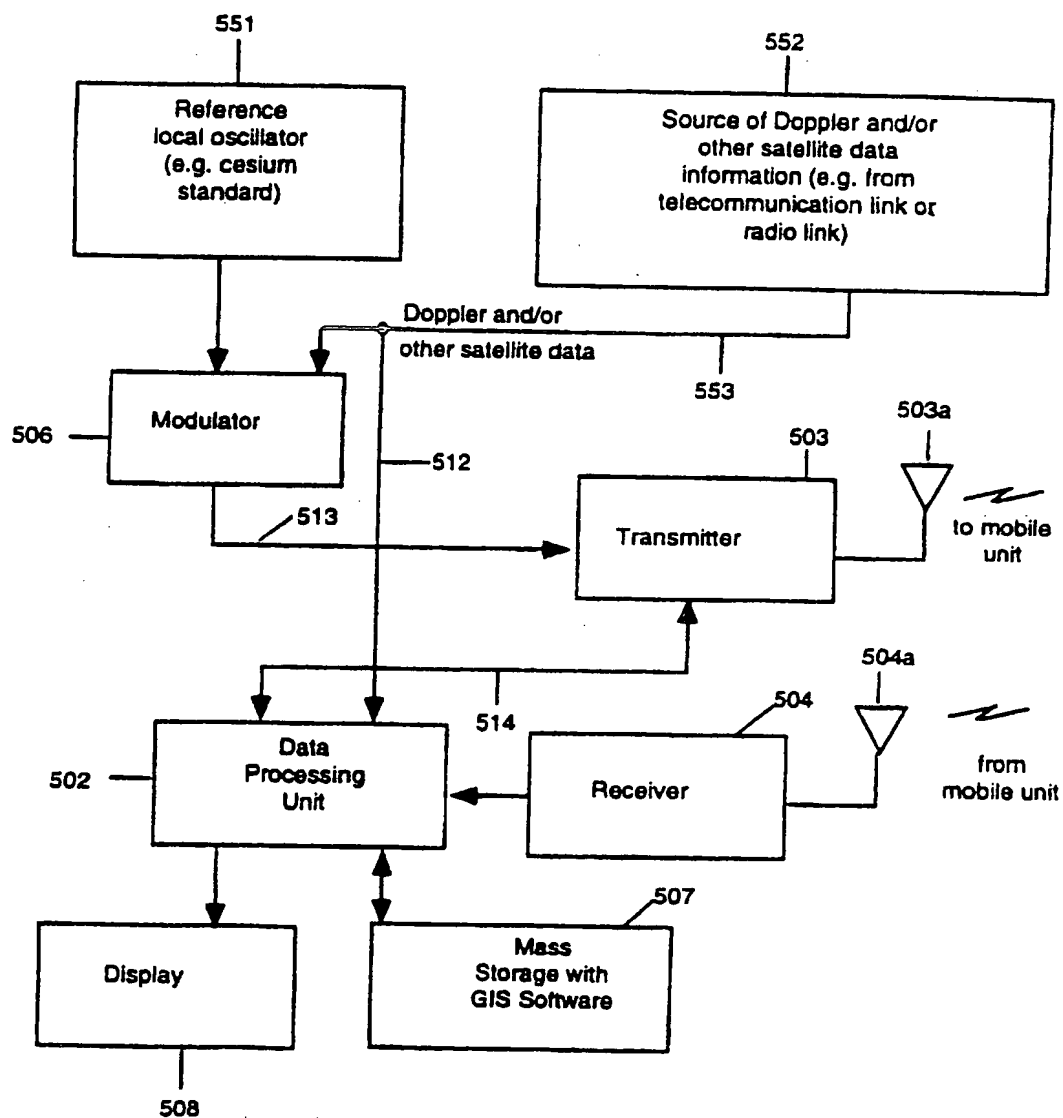 551
552
Reference
local oscillator
(e.g. cesium
standard)
Source of Doppler and/or
other satellite data
information (e.g. from
telecommunication link or
radio link)
Doppler and/or
other satellite data
553
Modulator
506
512
503
503a
513
Transmitter
to mobile
unit
504a
514
504
Data
Processing
Unit
502
Receiver
from
mobile unit
507
Display
Mass
Storage with
GIS Software
508